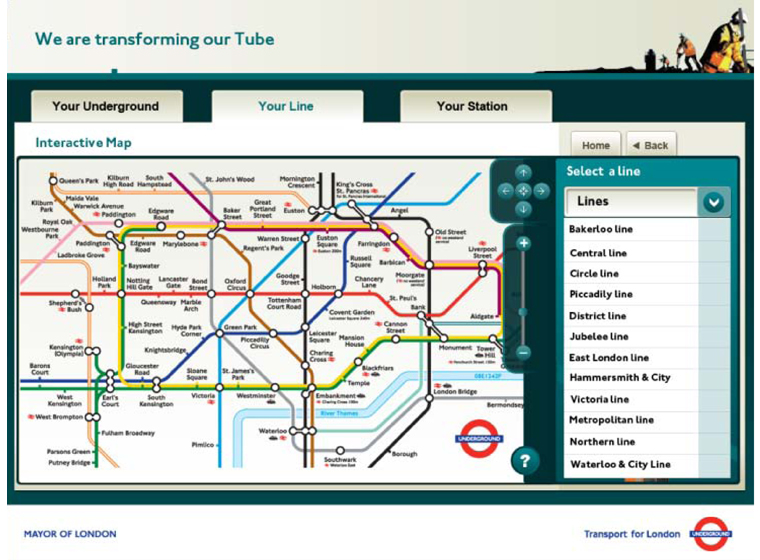 We are transforming our Tube
Your Underground
Your Line
Your Station
Interactive Map
Home
Back
Queen's Park
Kilburn
High Road
South
Hampstead
St. John's Wood
Mornington
Crescent
King's Cross
St. Pancras
Kilburn
Park
Maida Vale
Warwick Avenue
Paddington
Edgware
Road
Baker
Street
Great
Portland
Street
Euston
Angel
Royal Oak
Westbourne
Park
Paddington
Edgware
Road
Marylebone
Warren Street
Regent's Park
Euston
Square
Farringdon
Old Street
Ladbroke Grove
Bayswater
Russell
Square
Barbican
Liverpool
Street
Moorgate
Holland
Park
Notting
Hill Gate
Lancaster
Gate
Bond
Street
Oxford
Circus
Goodge
Street
Holborn
Chancery
Lane
Queensway
Marble
Arch
Tottenham
Court Road
St. Paul's
Bank
Shepherd's
Bush
Covent Garden
Aldgate
High Street
Kensington
Hyde Park
Corner
Green Park
Piccadilly
Circus
Leicester
Square
Cannon
Street
Mansion
House
Kensington
(Olympia)
Knightsbridge
Charing
Cross
Monument
Tower
Hill
Blackfriars
Barons
Court
Gloucester
Road
Sloane
Square
St. James's
Park
Temple
West
Kensington
Earl's
Court
South
Kensington
Victoria
Westminster
Embankment
London Bridge
Bermondsey
West Brompton
River Thames
Fulham Broadway
Waterloo
Pimlico
Parsons Green
Putney Bridge
Southwark
Borough
UNDERGROUND
?
Select a line
Lines
Bakerloo line
Central line
Circle line
Piccadilly line
District line
Jubelee line
East London line
Hammersmith & City
Victoria line
Metropolitan line
Northern line
Waterloo & City Line
MAYOR OF LONDON
Transport for London
UNDERGROUND